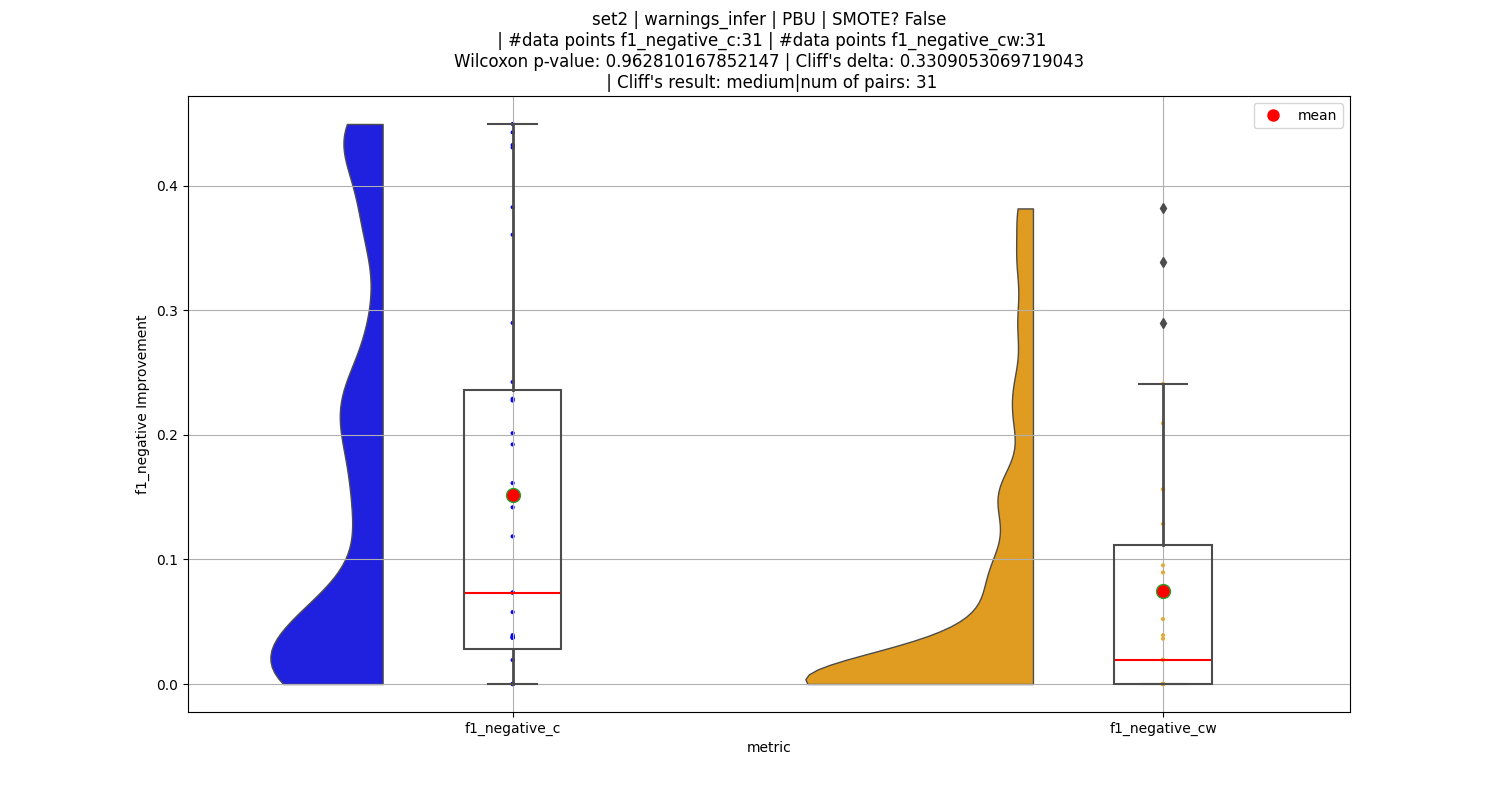 set2 | warnings_infer | PBU | SMOTE? False
| #data points f1_negative_c:31 | #data points f1_negative_cw:31
Wilcoxon p-value: 0.962810167852147 | Cliff's delta: 0.3309053069719043
| Cliff's result: medium|num of pairs: 31
mean
0.4
0.3
0.2
0.1
0.0
f1_negative Improvement
f1_negative_c
f1_negative_cw
metric